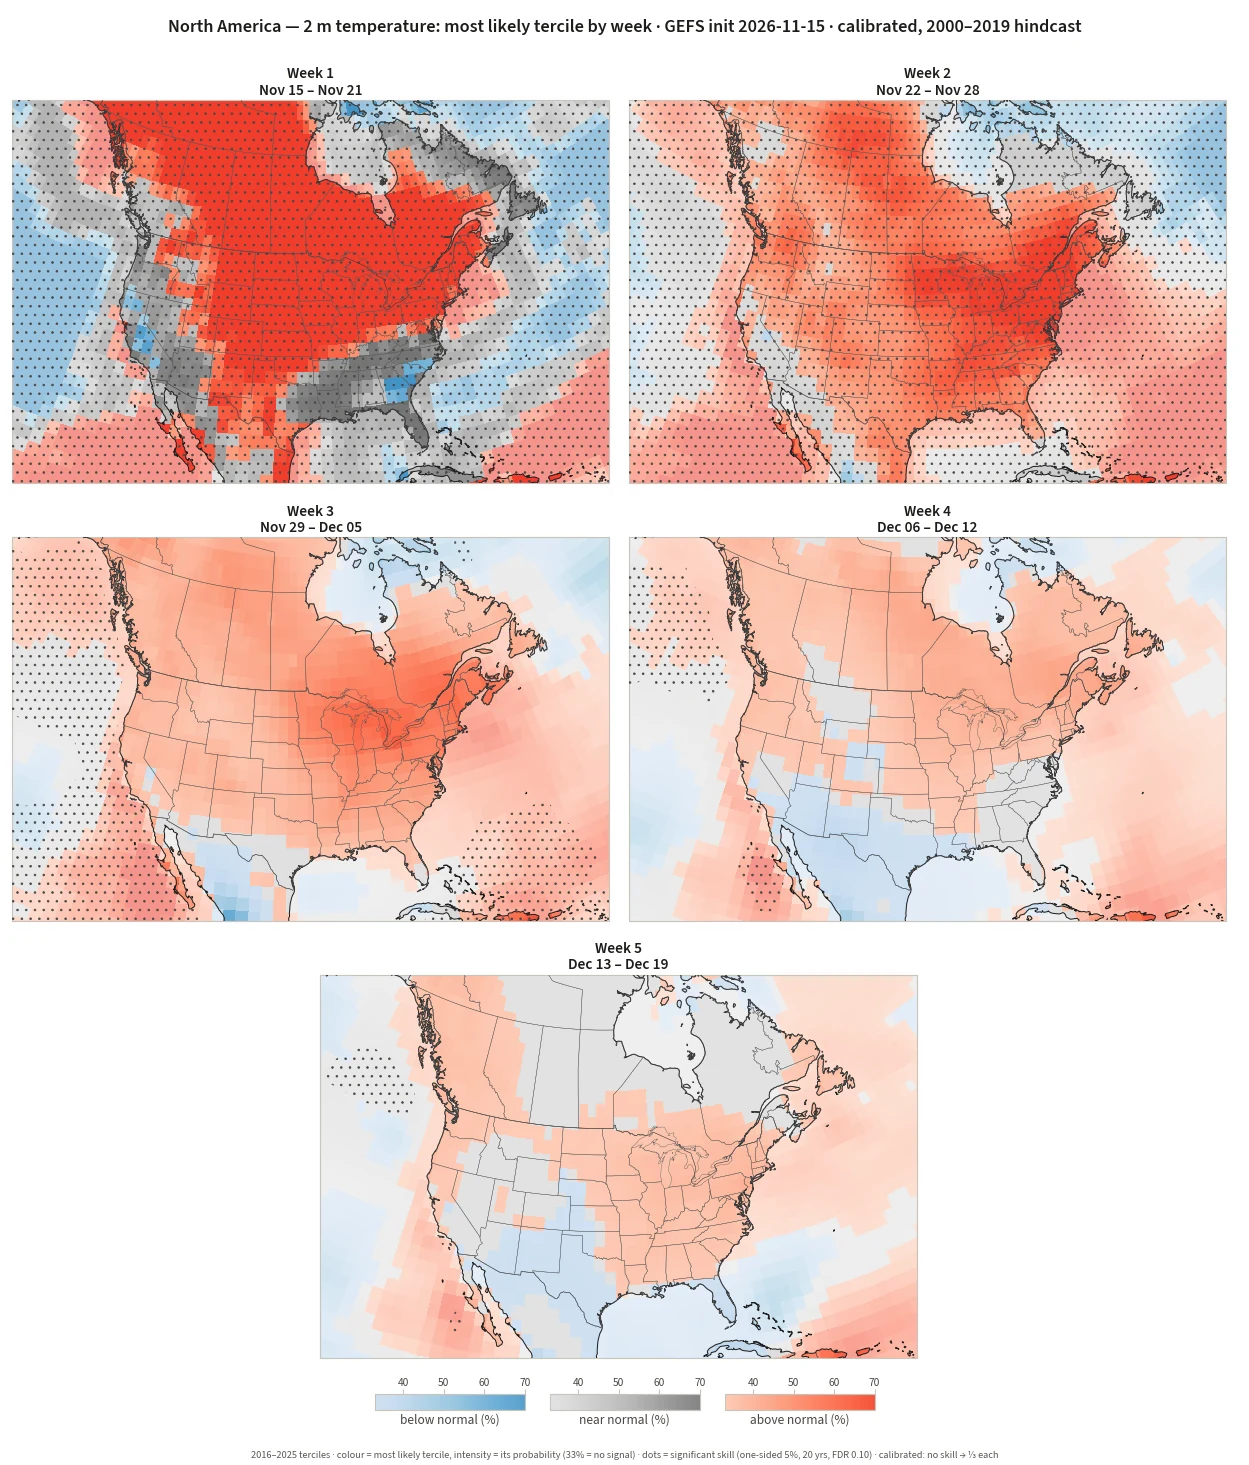 North America — 2 m temperature: most likely tercile by week · GEFS init 2026-11-15 · calibrated, 2000–2019 hindcast
Week 1
Nov 15 – Nov 21
Week 2
Nov 22 – Nov 28
Week 3
Nov 29 – Dec 05
Week 4
Dec 06 – Dec 12
Week 5
Dec 13 – Dec 19
40 50 60 70
below normal (%)
40 50 60 70
near normal (%)
40 50 60 70
above normal (%)
2016–2025 terciles · colour = most likely tercile, intensity = its probability (33% = no signal) · dots = significant skill (one-sided 5%, 20 yrs, FDR 0.10) · calibrated: no skill → ⅓ each